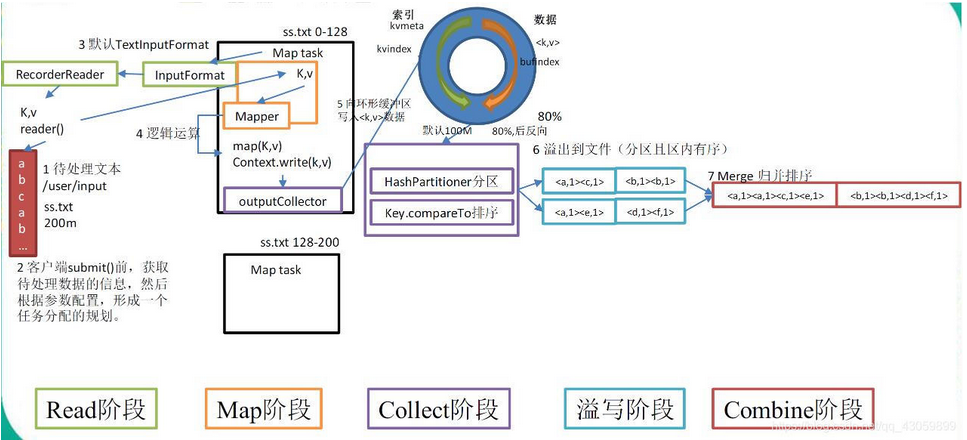 3 默认TextInputFormat
RecorderReader
InputFormat
K,v
reader()
a
b
c
a
b
...
1 待处理文本
/user/input
ss.txt
200m
2 客户端submit()前，获取
待处理数据的信息，然后
根据参数配置，形成一个
任务分配的规划。
ss.txt 0-128
Map task
K,v
Mapper
4 逻辑运算
map(K,v)
Context.write(k,v)
outputCollector
ss.txt 128-200
Map task
索引
kvmeta
kvindex
数据
<k,v>
bufindex
5 向环形缓冲区
写入<k,v>数据
默认100M
80%,后反向
80%
HashPartitioner分区
Key.compareTo排序
6 溢出到文件（分区且区内有序）
<a,1><c,1>
<b,1><b,1>
<a,1><e,1>
<d,1><f,1>
7 Merge 归并排序
<a,1><a,1><c,1><e,1>
<b,1><b,1><d,1><f,1>
Read阶段
Map阶段
Collect阶段
溢写阶段
Combine阶段
https://blog.csdn.net/qq_43059899